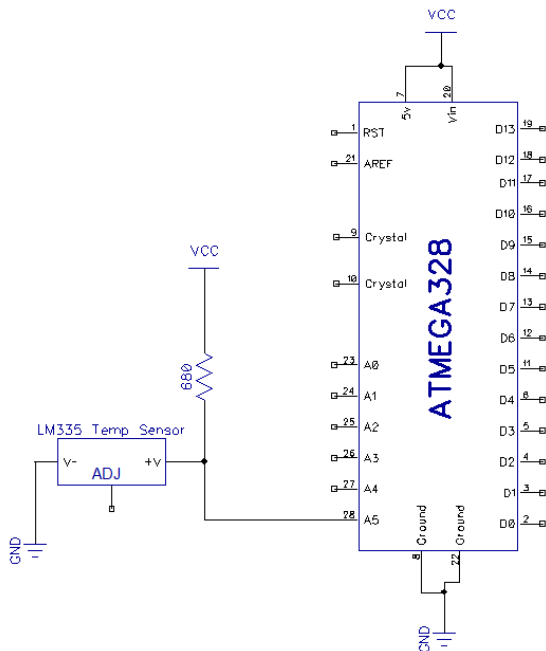 VCC
7
20
5v
Vin
1 RST
21 AREF
9 Crystal
10 Crystal
23 A0
24 A1
25 A2
26 A3
27 A4
28 A5
ATMEGA328
D13 19
D12 18
D11 17
D10 16
D9 15
D8 14
D7 13
D6 12
D5 11
D4 6
D3 5
D2 4
D1 3
D0 2
Ground
Ground
8
22
GND
VCC
680
LM335 Temp Sensor
V- +V
ADJ
GND